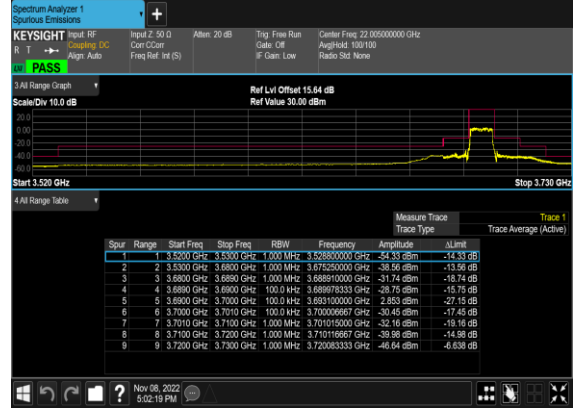 Spectrum Analyzer 1
Spurious Emissions
KEYSIGHT Input: RF Input Z: 50 Ω Atten: 20 dB Trig: Free Run Center Freq: 22.005000000 GHz
R T Coupling: DC Corr CCorr Gate: Off Avg|Hold: 100/100
Align: Auto Freq Ref: Int (S) IF Gain: Low Radio Std: None
PASS
3.All Range Graph
Ref Lvl Offset 15.64 dB
Scale/Div 10.0 dB Ref Value 30.00 dBm
20.0
0.00
-20.0
-40.0
-60.0
Start 3.520 GHz Stop 3.730 GHz
4.All Range Table
Measure Trace Trace 1
Trace Type Trace Average (Active)
Spur Range Start Freq Stop Freq RBW Frequency Amplitude ΔLimit
1 1 3.5200 GHz 3.5300 GHz 1.000 MHz 3.528800000 GHz -54.33 dBm -14.33 dB
2 2 3.5300 GHz 3.6800 GHz 1.000 MHz 3.675250000 GHz -38.56 dBm -13.56 dB
3 3 3.6800 GHz 3.6890 GHz 1.000 MHz 3.688910000 GHz -31.74 dBm -18.74 dB
4 4 3.6890 GHz 3.6900 GHz 100.0 kHz 3.689978333 GHz -28.75 dBm -15.75 dB
5 5 3.6900 GHz 3.7000 GHz 100.0 kHz 3.693100000 GHz 2.853 dBm -27.15 dB
6 6 3.7000 GHz 3.7010 GHz 100.0 kHz 3.700006667 GHz -30.45 dBm -17.45 dB
7 7 3.7010 GHz 3.7100 GHz 1.000 MHz 3.701015000 GHz -32.16 dBm -19.16 dB
8 8 3.7100 GHz 3.7200 GHz 1.000 MHz 3.710116667 GHz -39.98 dBm -14.98 dB
9 9 3.7200 GHz 3.7300 GHz 1.000 MHz 3.720083333 GHz -46.64 dBm -6.638 dB
Nov 08, 2022
5:02:19 PM